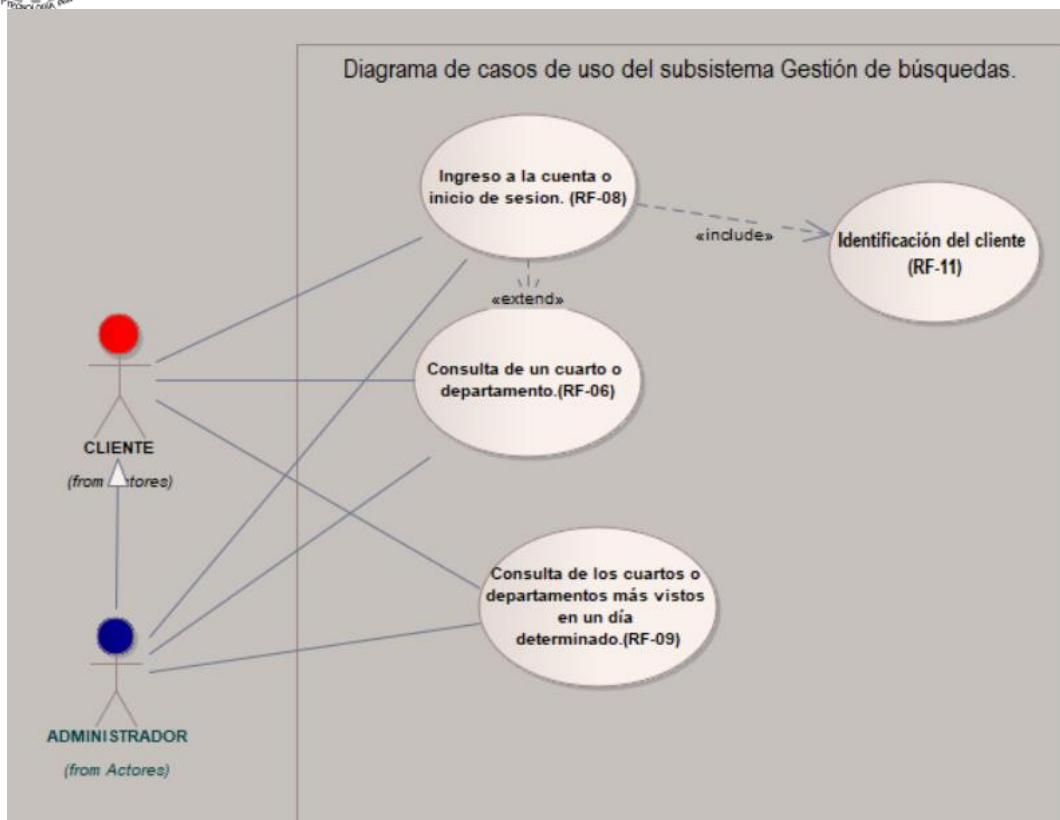 Diagrama de casos de uso del subsistema Gestión de búsquedas.
Ingreso a la cuenta o
inicio de sesion. (RF-08)
«include»
Identificación del cliente
(RF-11)
«extend»
Consulta de un cuarto o
departamento.(RF-06)
CLIENTE
(from Actores)
Consulta de los cuartos o
departamentos más vistos
en un día
determinado.(RF-09)
ADMINISTRADOR
(from Actores)